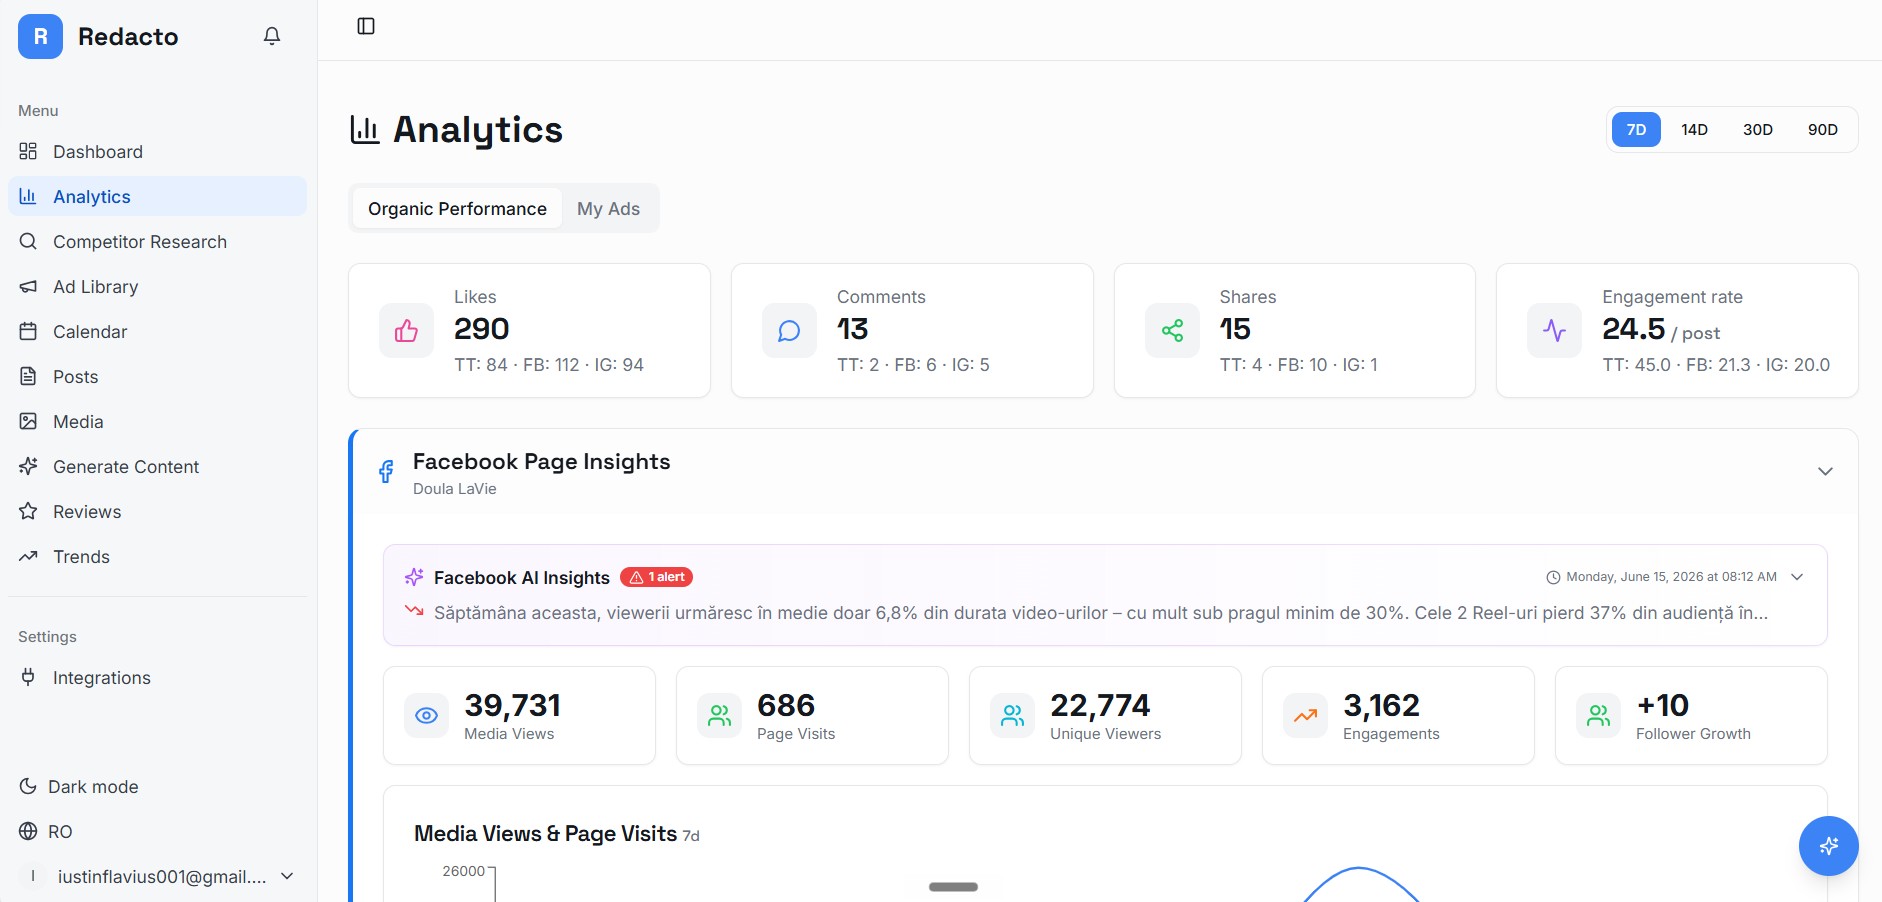 R Redacto
Menu
Dashboard
Analytics
Competitor Research
Ad Library
Calendar
Posts
Media
Generate Content
Reviews
Trends
Settings
Integrations
Dark mode
RO
I iustinflavius001@gmail....
Analytics
7D 14D 30D 90D
Organic Performance My Ads
Likes
290
TT: 84 · FB: 112 · IG: 94
Comments
13
TT: 2 · FB: 6 · IG: 5
Shares
15
TT: 4 · FB: 10 · IG: 1
Engagement rate
24.5 / post
TT: 45.0 · FB: 21.3 · IG: 20.0
Facebook Page Insights
Doula LaVie
Facebook AI Insights 1 alert Monday, June 15, 2026 at 08:12 AM
Săptămâna aceasta, viewerii urmăresc în medie doar 6,8% din durata video-urilor – cu mult sub pragul minim de 30%. Cele 2 Reel-uri pierd 37% din audiență în...
39,731
Media Views
686
Page Visits
22,774
Unique Viewers
3,162
Engagements
+10
Follower Growth
Media Views & Page Visits 7d
26000